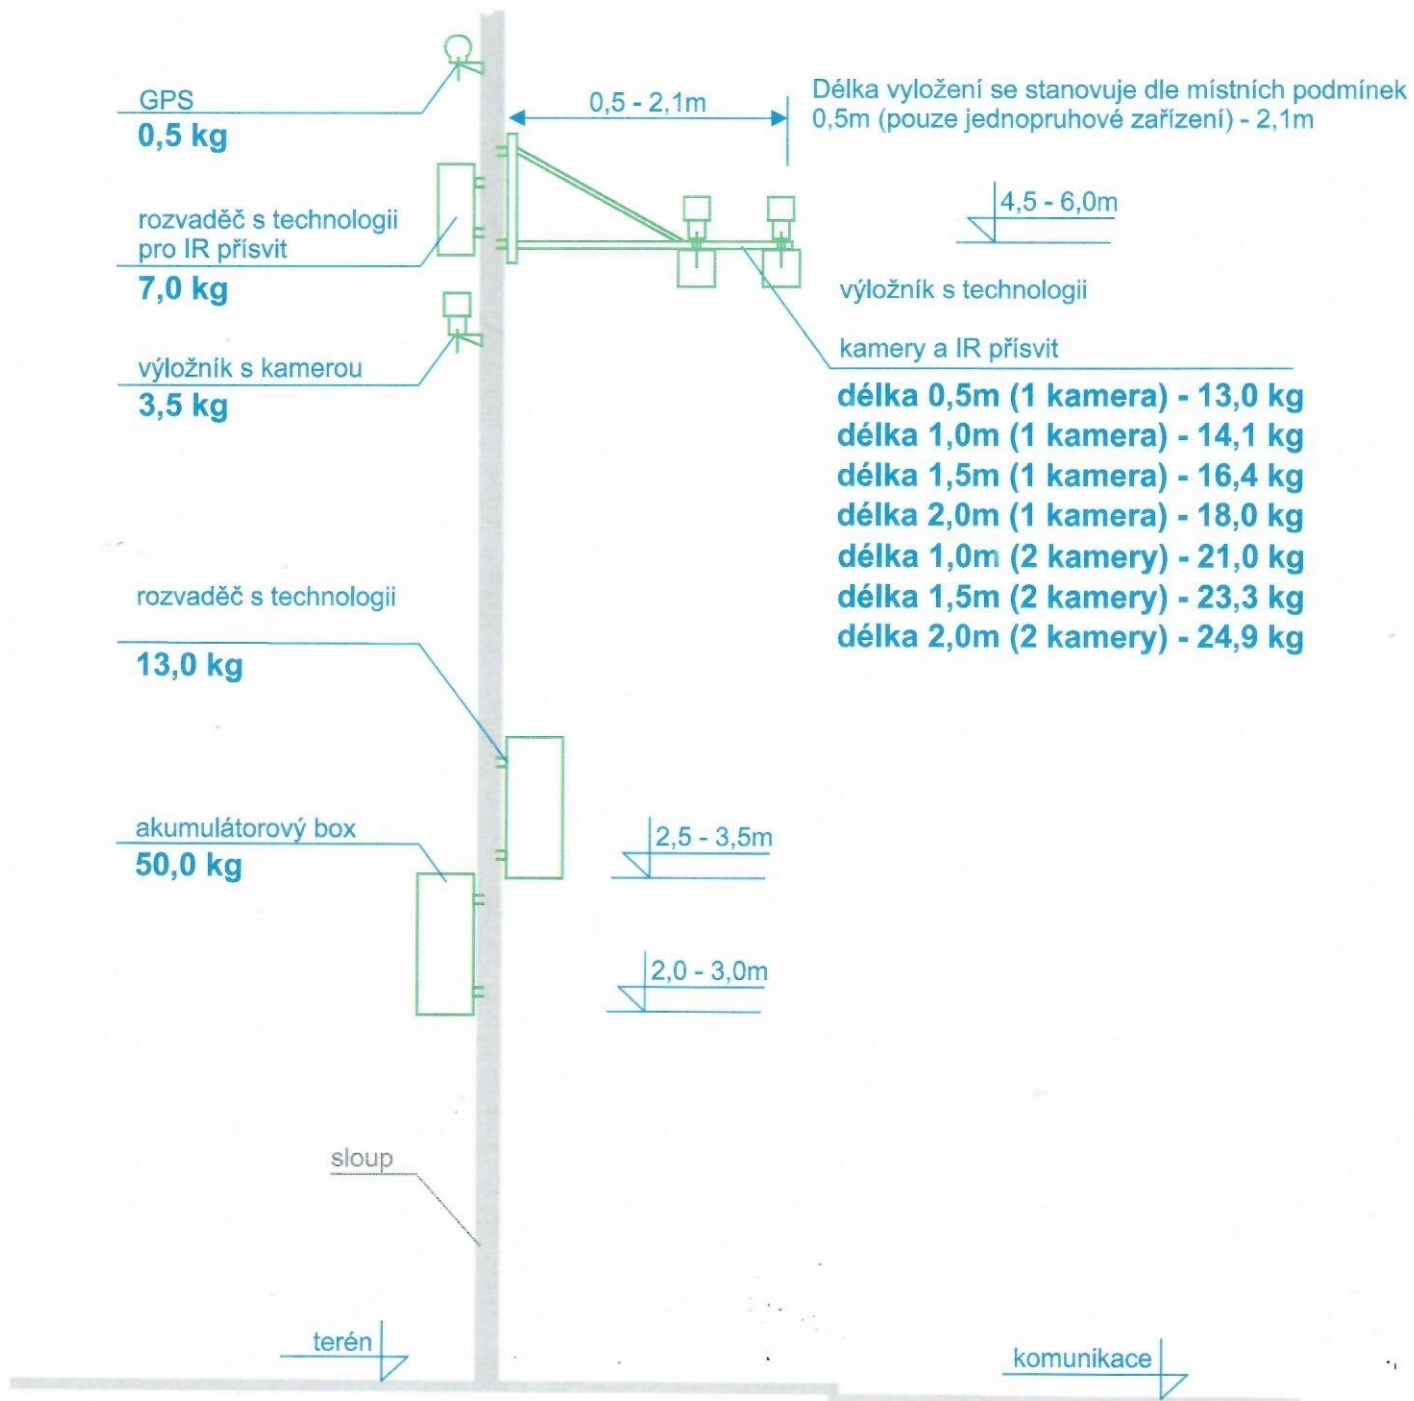 GPS
0,5 kg
0,5 - 2,1m
Délka vyložení se stanovuje dle místních podmínek
0,5m (pouze jednopruhové zařízení) - 2,1m
rozvaděč s technologii
pro IR přísvit
7,0 kg
4,5 - 6,0m
výložník s technologii
kamery a IR přísvit
výložník s kamerou
3,5 kg
délka 0,5m (1 kamera) - 13,0 kg
délka 1,0m (1 kamera) - 14,1 kg
délka 1,5m (1 kamera) - 16,4 kg
délka 2,0m (1 kamera) - 18,0 kg
délka 1,0m (2 kamery) - 21,0 kg
délka 1,5m (2 kamery) - 23,3 kg
délka 2,0m (2 kamery) - 24,9 kg
rozvaděč s technologii
13,0 kg
akumulátorový box
50,0 kg
2,5 - 3,5m
2,0 - 3,0m
sloup
terén
komunikace